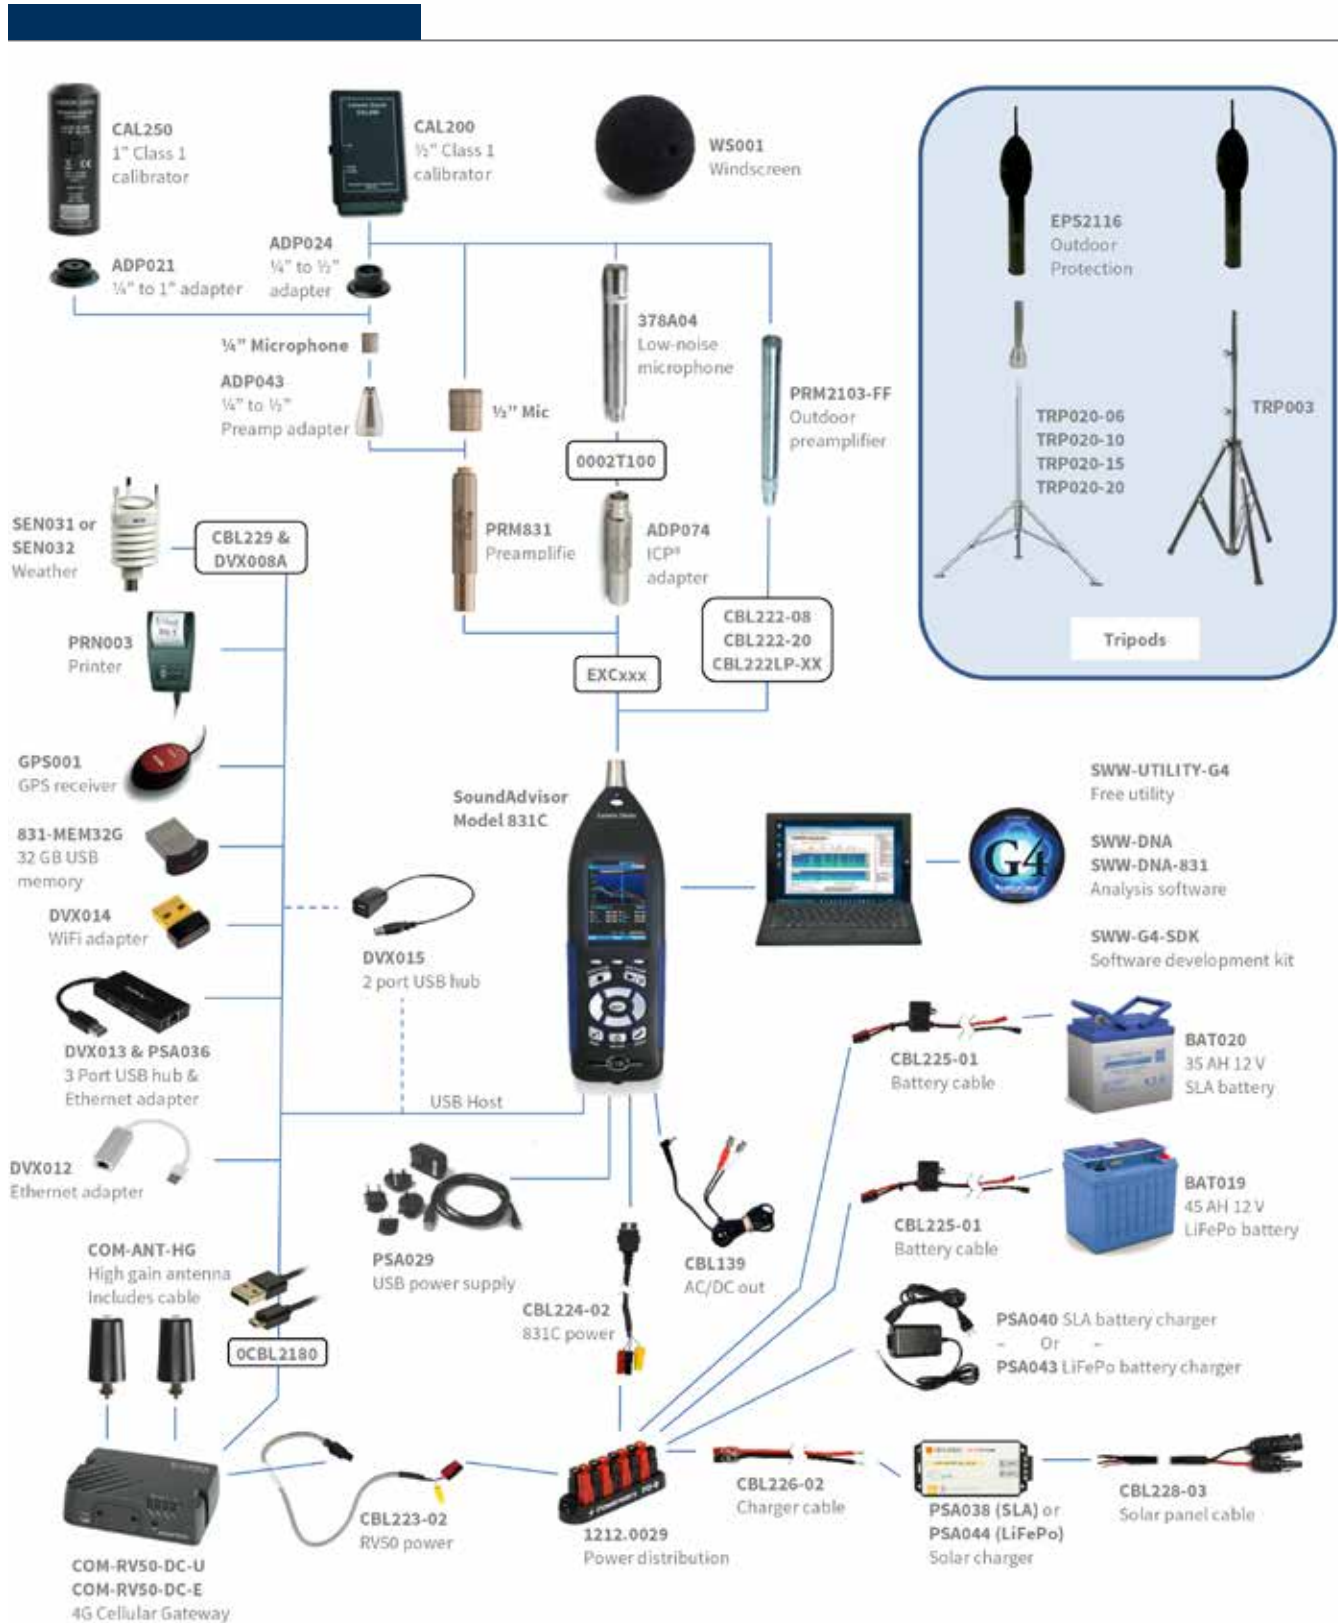 CAL250
1" Class 1
calibrator
CAL200
½" Class 1
calibrator
WS001
Windscreen
ADP021
¼" to 1" adapter
ADP024
¼" to ½"
adapter
¼" Microphone
ADP043
¼" to ½"
Preamp adapter
½" Mic
378A04
Low-noise
microphone
PRM2103-FF
Outdoor
preamplifier
0002T100
PRM831
Preamplifie
ADP074
ICP®
adapter
CBL222-08
CBL222-20
CBL222LP-XX
EXCxxx
EPS2116
Outdoor
Protection
TRP020-06
TRP020-10
TRP020-15
TRP020-20
TRP003
Tripods
SEN031 or
SEN032
Weather
CBL229 &
DVX008A
PRN003
Printer
GPS001
GPS receiver
831-MEM32G
32 GB USB
memory
DVX014
WiFi adapter
DVX013 & PSA036
3 Port USB hub &
Ethernet adapter
DVX012
Ethernet adapter
DVX015
2 port USB hub
USB Host
SoundAdvisor
Model 831C
G4
SWW-UTILITY-G4
Free utility
SWW-DNA
SWW-DNA-831
Analysis software
SWW-G4-SDK
Software development kit
CBL225-01
Battery cable
BAT020
35 AH 12 V
SLA battery
CBL225-01
Battery cable
BAT019
45 AH 12 V
LiFePo battery
PSA029
USB power supply
CBL139
AC/DC out
CBL224-02
831C power
COM-ANT-HG
High gain antenna
Includes cable
0CBL2180
PSA040 SLA battery charger
– Or –
PSA043 LiFePo battery charger
COM-RV50-DC-U
COM-RV50-DC-E
4G Cellular Gateway
CBL223-02
RV50 power
1212.0029
Power distribution
CBL226-02
Charger cable
PSA038 (SLA) or
PSA044 (LiFePo)
Solar charger
CBL228-03
Solar panel cable